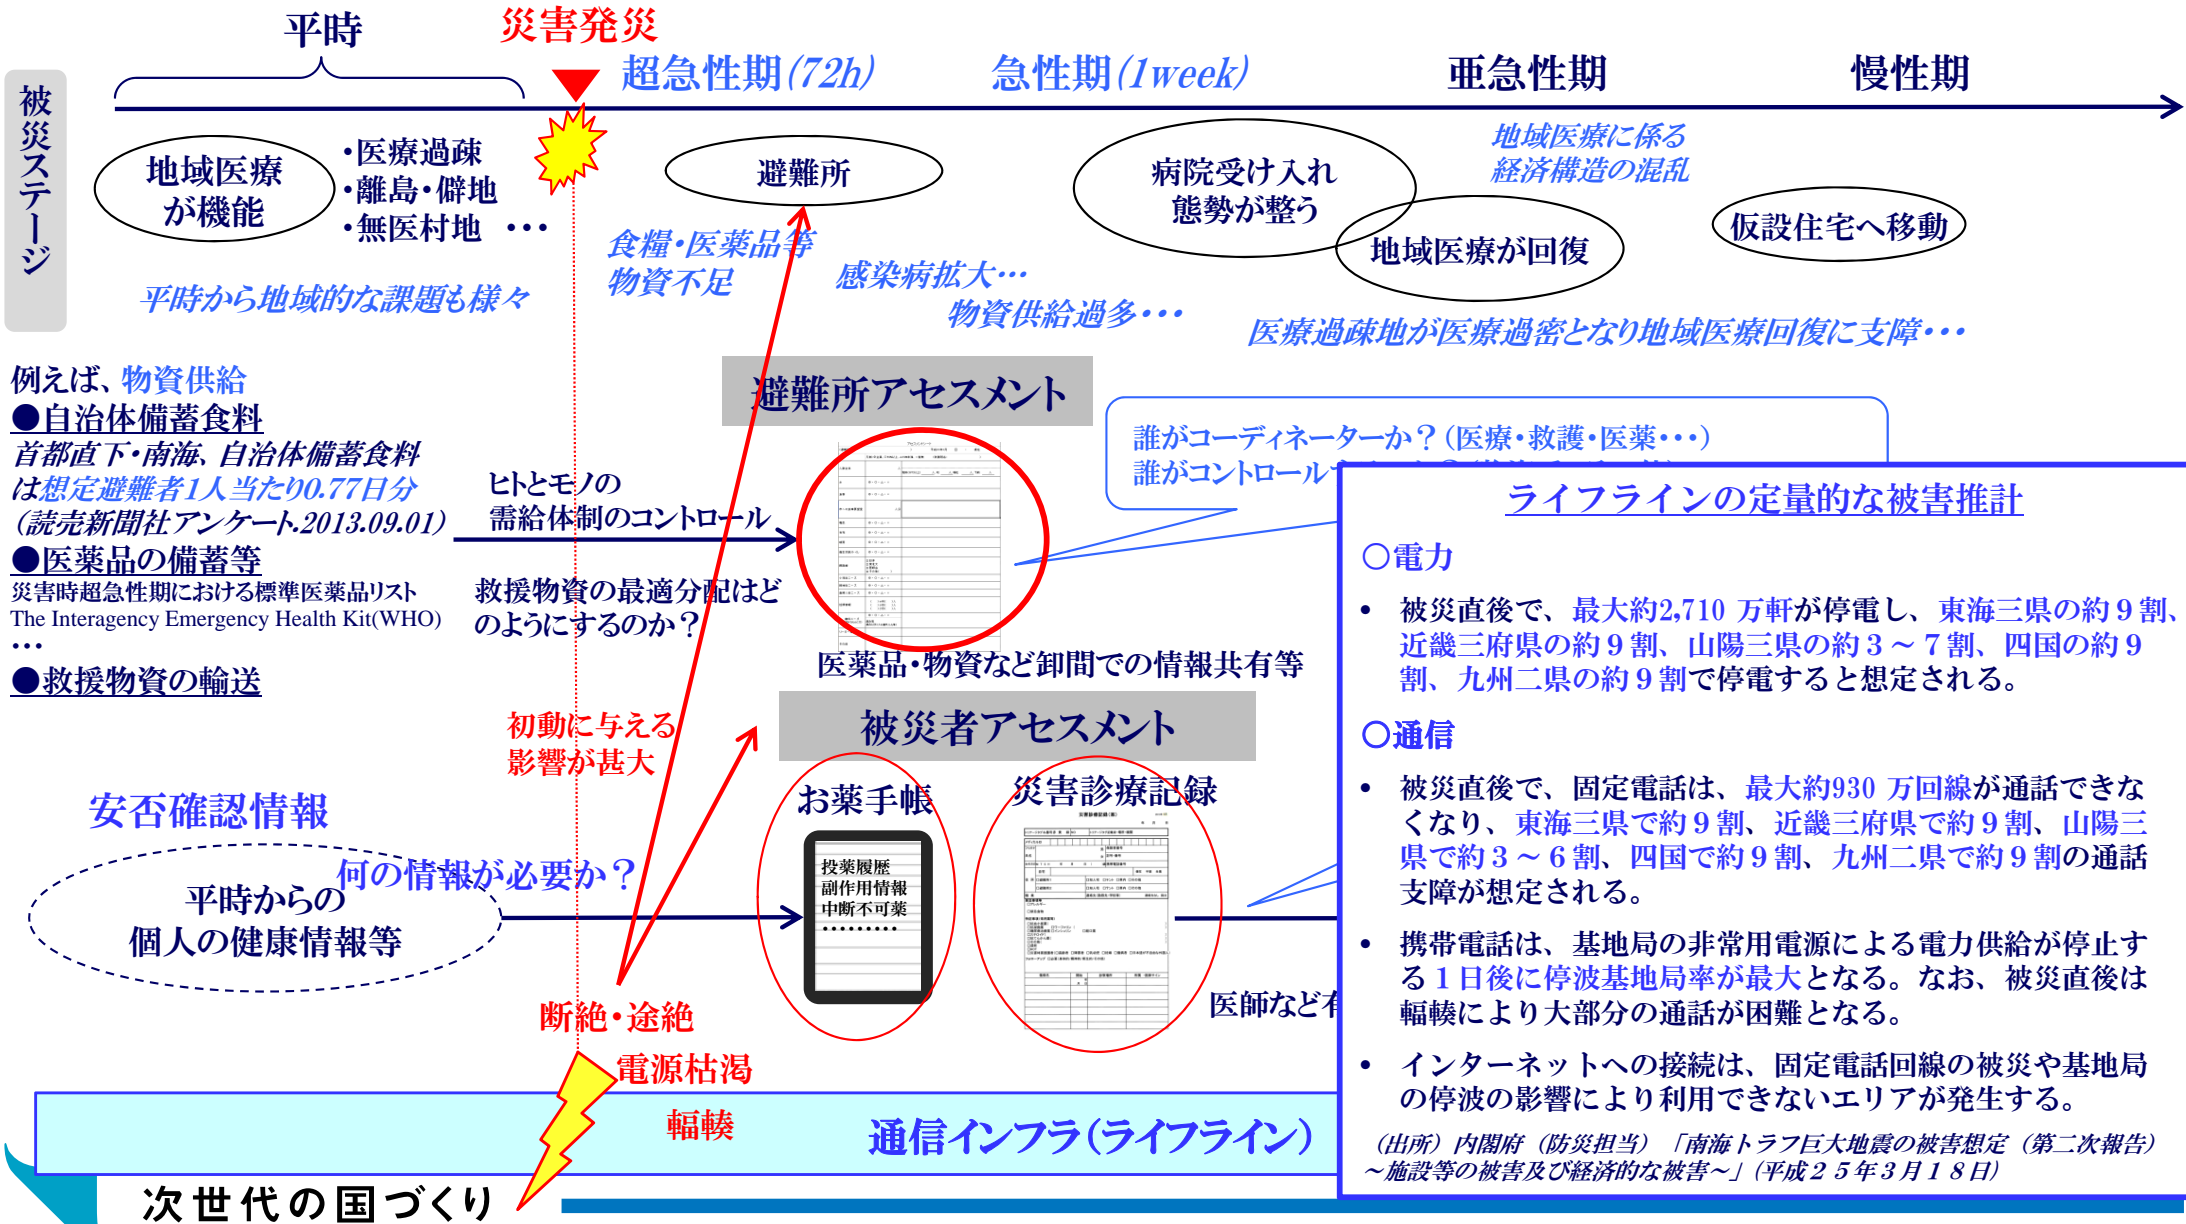 平時
災害発災
超急性期(72h)
急性期(1week)
亜急性期
慢性期
被災ステージ
地域医療
が機能
・医療過疎
・離島・僻地
・無医村地 ・・・
避難所
病院受け入れ
態勢が整う
地域医療に係る
経済構造の混乱
地域医療が回復
仮設住宅へ移動
平時から地域的な課題も様々
食糧・医薬品等
物資不足
感染病拡大・・・
物資供給過多・・・
医療過疎地が医療過密となり地域医療回復に支障・・・
例えば、物資供給
●自治体備蓄食料
首都直下・南海、自治体備蓄食料
は想定避難者1人当たり0.77日分
(読売新聞社アンケート.2013.09.01)
●医薬品の備蓄等
災害時超急性期における標準医薬品リスト
The Interagency Emergency Health Kit(WHO)
・・・
●救援物資の輸送
ヒトとモノの
需給体制のコントロール
救援物資の最適分配はど
のようにするのか？
避難所アセスメント
誰がコーディネーターか？(医療・救護・医薬・・・)
誰がコントロール
医薬品・物資など卸間での情報共有等
初動に与える
影響が甚大
被災者アセスメント
お薬手帳
投薬履歴
副作用情報
中断不可薬
・・・・・・・・・
災害診療記録
災害診療記録(案)
安否確認情報
何の情報が必要か？
平時からの
個人の健康情報等
医師など
断絶・途絶
電源枯渇
輻輳
通信インフラ(ライフライン)
ライフラインの定量的な被害推計
○電力
• 被災直後で、最大約2,710 万軒が停電し、東海三県の約９割、
近畿三府県の約９割、山陽三県の約３～７割、四国の約９
割、九州二県の約９割で停電すると想定される。
○通信
• 被災直後で、固定電話は、最大約930 万回線が通話できな
くなり、東海三県で約９割、近畿三府県で約９割、山陽三
県で約３～６割、四国で約９割、九州二県で約９割の通話
支障が想定される。
• 携帯電話は、基地局の非常用電源による電力供給が停止す
る１日後に停波基地局率が最大となる。なお、被災直後は
輻輳により大部分の通話が困難となる。
• インターネットへの接続は、固定電話回線の被災や基地局
の停波の影響により利用できないエリアが発生する。
（出所）内閣府（防災担当）「南海トラフ巨大地震の被害想定（第二次報告）
～施設等の被害及び経済的な被害～」（平成２５年３月１８日）
次世代の国づくり